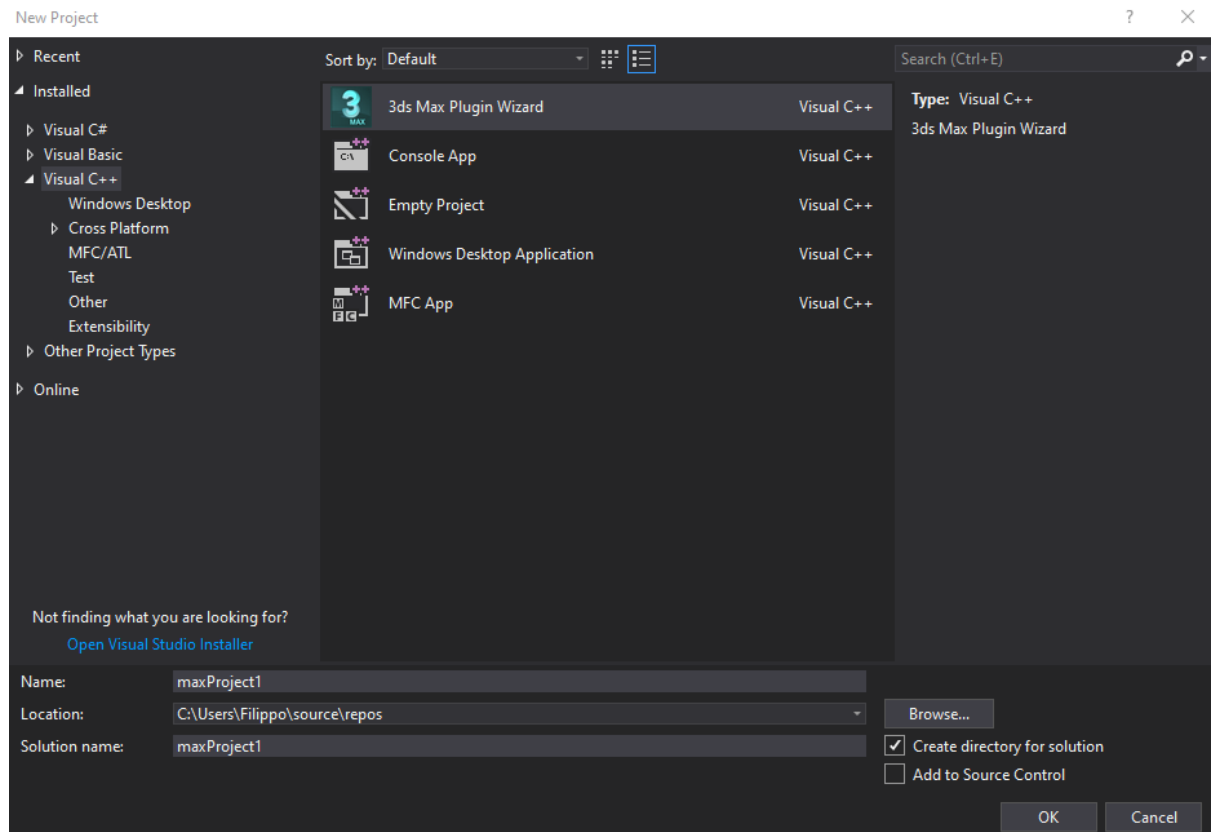 New Project
?
Recent
Installed
Visual C#
Visual Basic
Visual C++
Windows Desktop
Cross Platform
MFC/ATL
Test
Other
Extensibility
Other Project Types
Online
Not finding what you are looking for?
Open Visual Studio Installer
Sort by: Default
3 MAX 3ds Max Plugin Wizard Visual C++
C:\ ++ Console App Visual C++
++ Empty Project Visual C++
++ Windows Desktop Application Visual C++
++ MFC MFC App Visual C++
Search (Ctrl+E)
Type: Visual C++
3ds Max Plugin Wizard
Name: maxProject1
Location: C:\Users\Filippo\source\repos Browse...
Solution name: maxProject1
Create directory for solution
Add to Source Control
OK Cancel